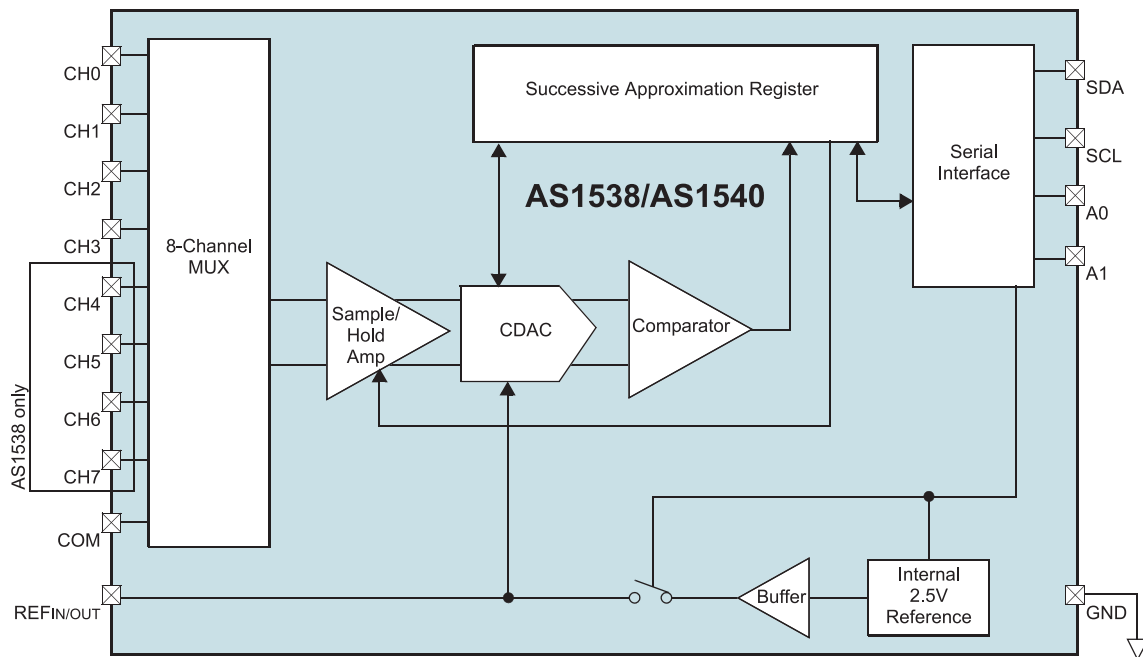 CH0
CH1
CH2
CH3
CH4
CH5
CH6
CH7
AS1538 only
COM
REFIN/OUT
8-Channel
MUX
Successive Approximation Register
AS1538/AS1540
Sample/
Hold
Amp
CDAC
Comparator
Serial
Interface
SDA
SCL
A0
A1
Buffer
Internal
2.5V
Reference
GND